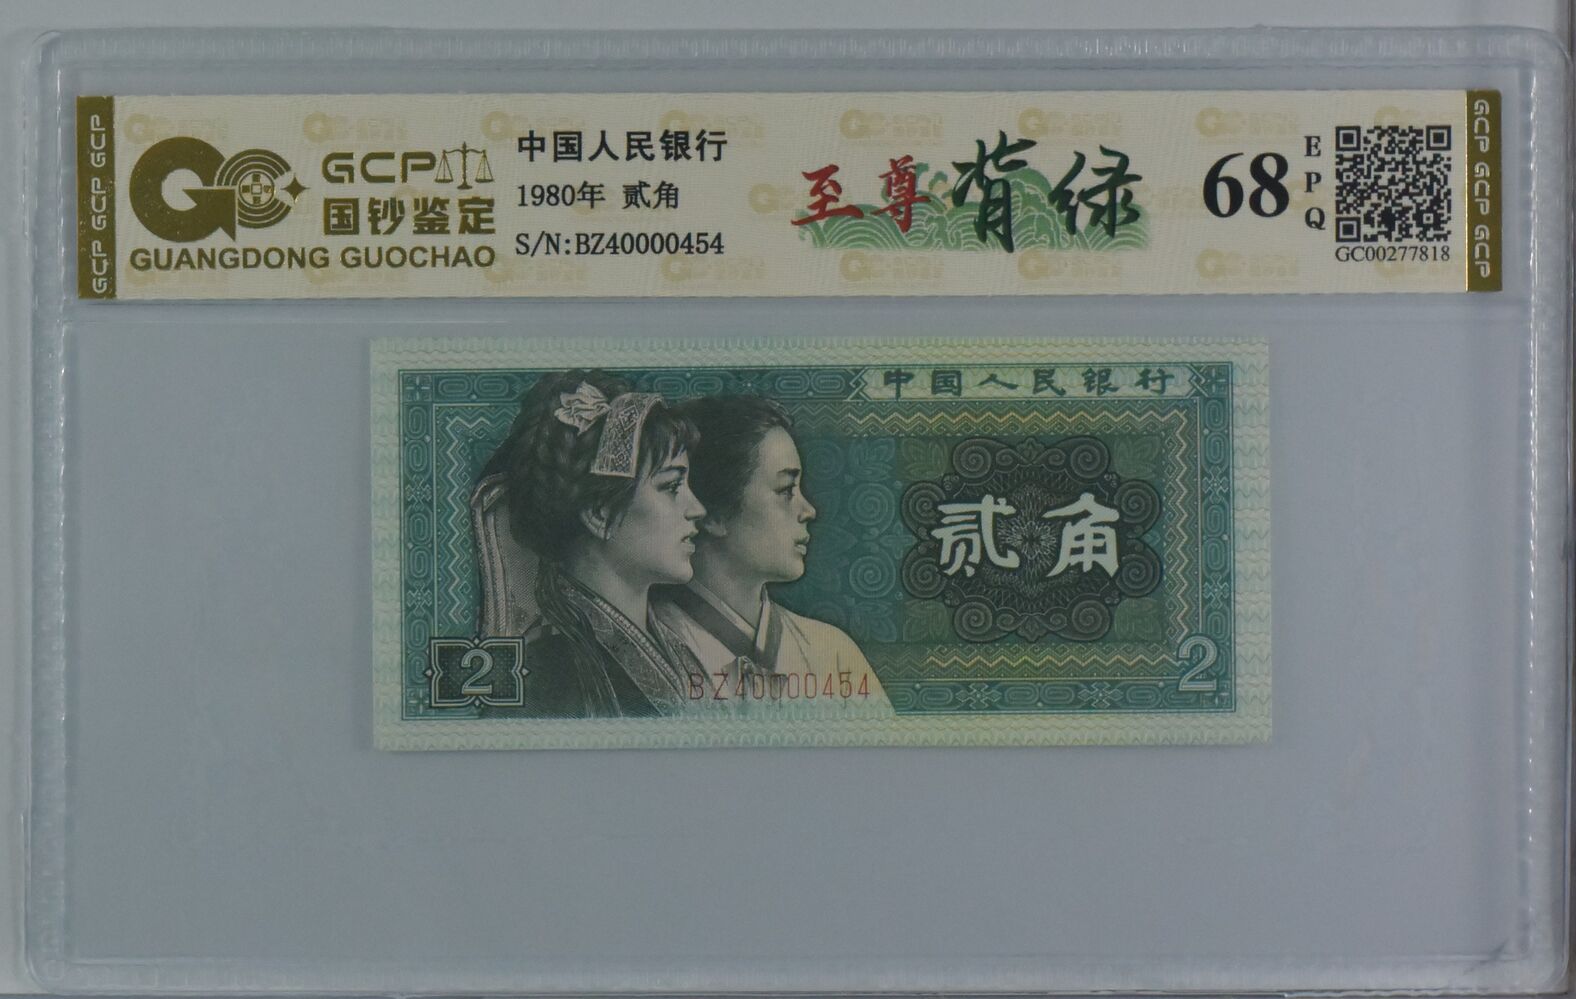 GCP GCP GCP
GCP
国钞鉴定
GUANGDONG GUOCHAO
中国人民银行
1980年 贰角
S/N:BZ40000454
至尊背绿
68
EPQ
GC00277818
GCP GCP GCP
中国人民银行
贰角
2
2
BZ40000454